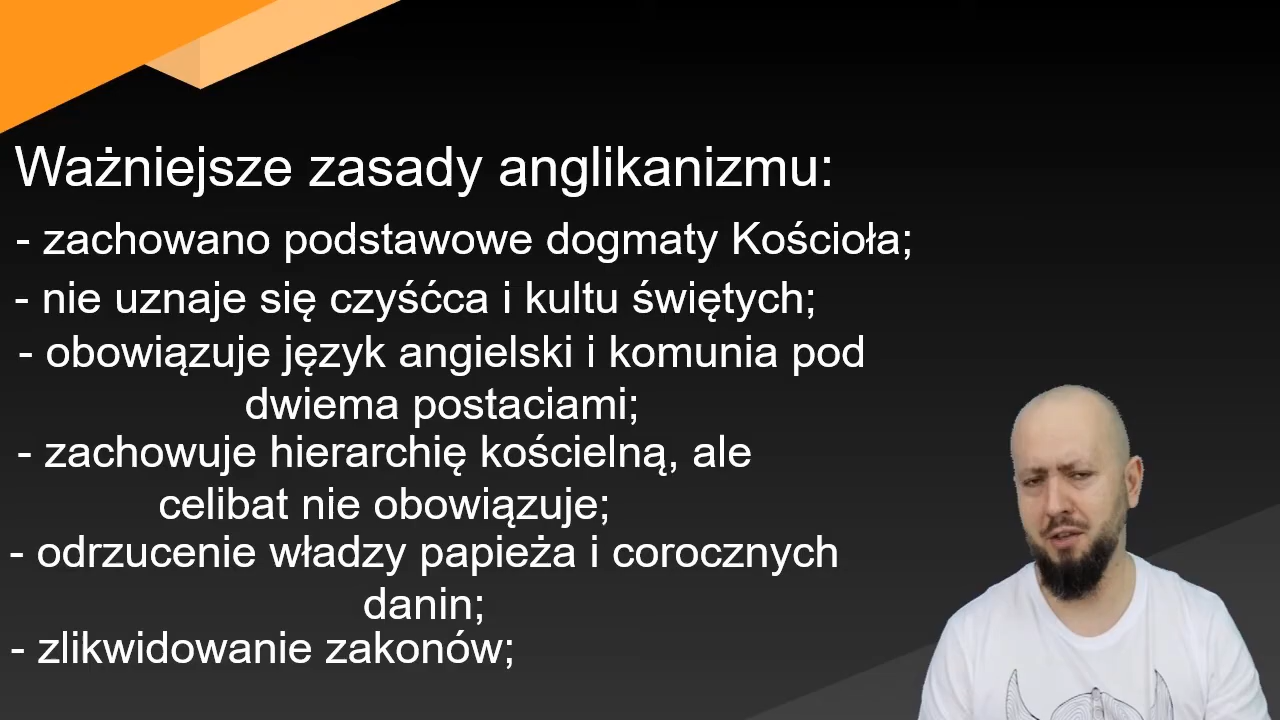 Ważniejsze zasady anglikanizmu:
- zachowano podstawowe dogmaty Kościoła;
- nie uznaje się czyśćca i kultu świętych;
- obowiązuje język angielski i komunia pod
dwiema postaciami;
- zachowuje hierarchię kościelną, ale
celibat nie obowiązuje;
- odrzucenie władzy papieża i corocznych
danin;
- zlikwidowanie zakonów;